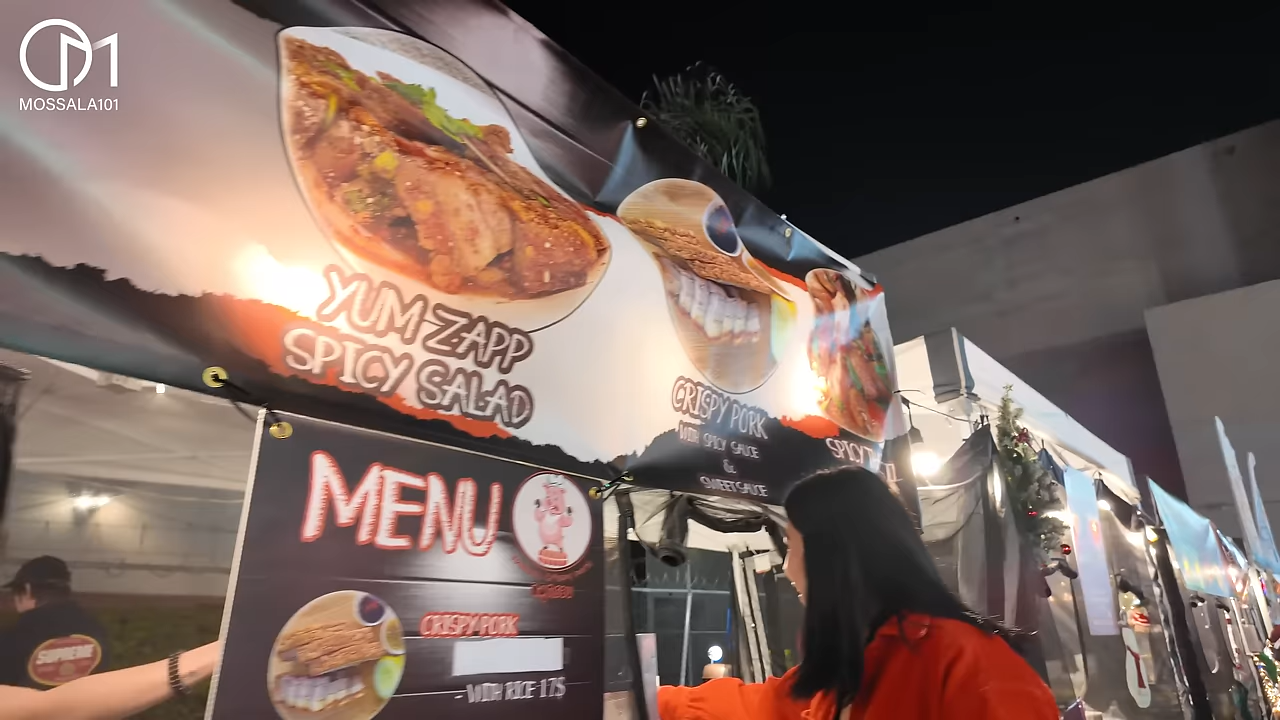 MOSSALA101
YUM ZAPP
SPICY SALAD
CRISPY PORK
WITH SPICY SAUCE
&
SWEET SAUCE
SPICY
MENU
CRISPY PORK
- WITH RICE 17$
SUPREME